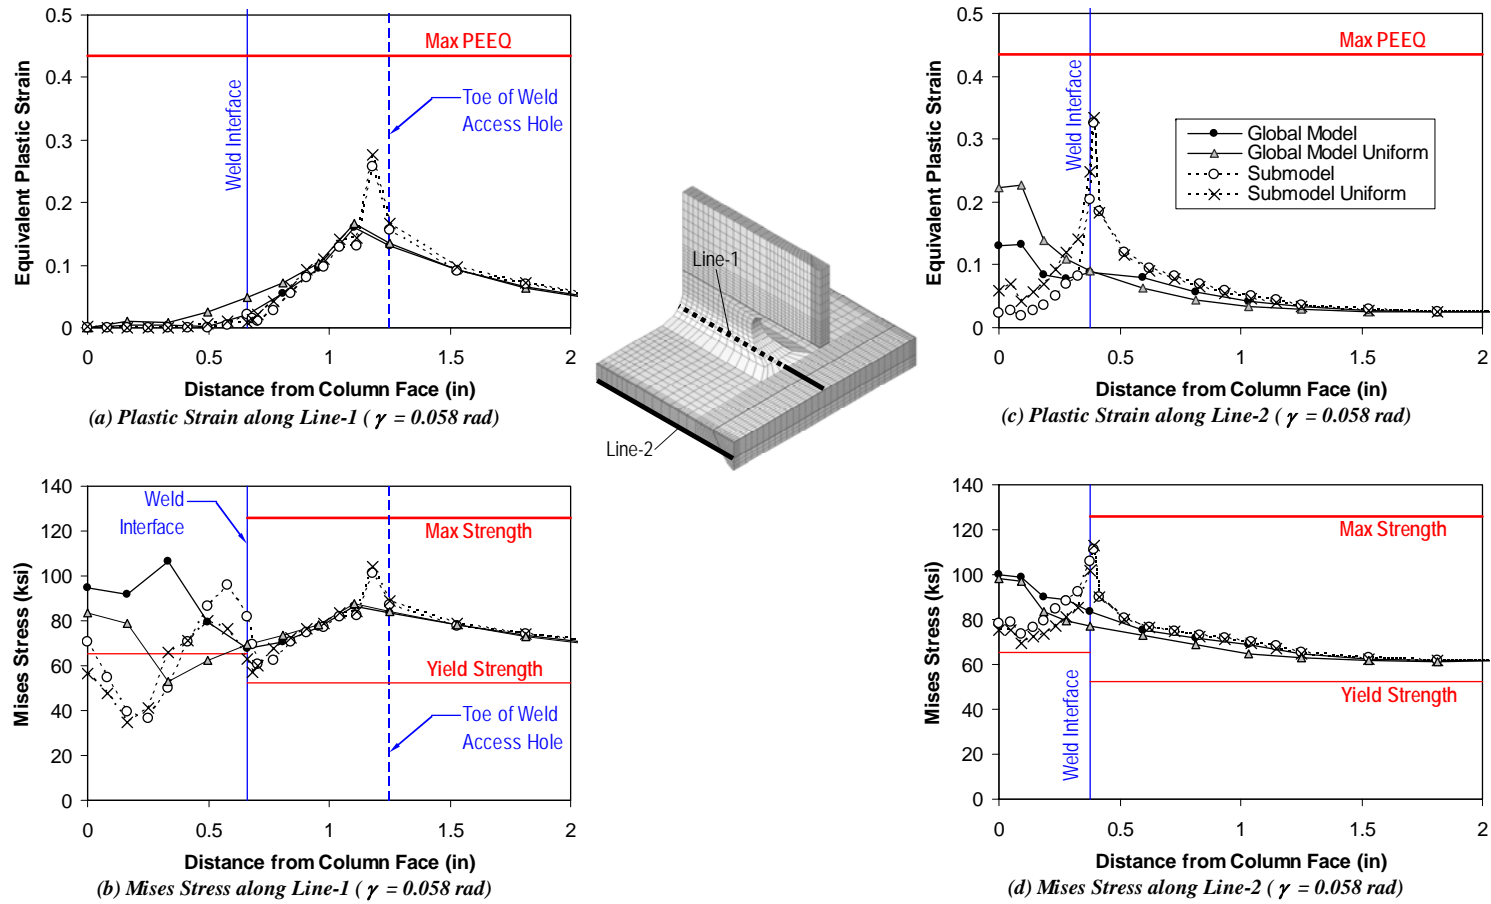 0.5
0.4
0.3
0.2
0.1
0
Equivalent Plastic Strain
Max PEEQ
Weld Interface
Toe of Weld
Access Hole
0 0.5 1 1.5 2
Distance from Column Face (in)
(a) Plastic Strain along Line-1 ( γ = 0.058 rad)
Line-1
Line-2
0.5
0.4
0.3
0.2
0.1
0
Equivalent Plastic Strain
Max PEEQ
Weld Interface
Global Model
Global Model Uniform
Submodel
Submodel Uniform
0 0.5 1 1.5 2
Distance from Column Face (in)
(c) Plastic Strain along Line-2 ( γ = 0.058 rad)
140
120
100
80
60
40
20
0
Mises Stress (ksi)
Weld
Interface
Max Strength
Yield Strength
Toe of Weld
Access Hole
0 0.5 1 1.5 2
Distance from Column Face (in)
(b) Mises Stress along Line-1 ( γ = 0.058 rad)
140
120
100
80
60
40
20
0
Mises Stress (ksi)
Max Strength
Yield Strength
Weld Interface
0 0.5 1 1.5 2
Distance from Column Face (in)
(d) Mises Stress along Line-2 ( γ = 0.058 rad)